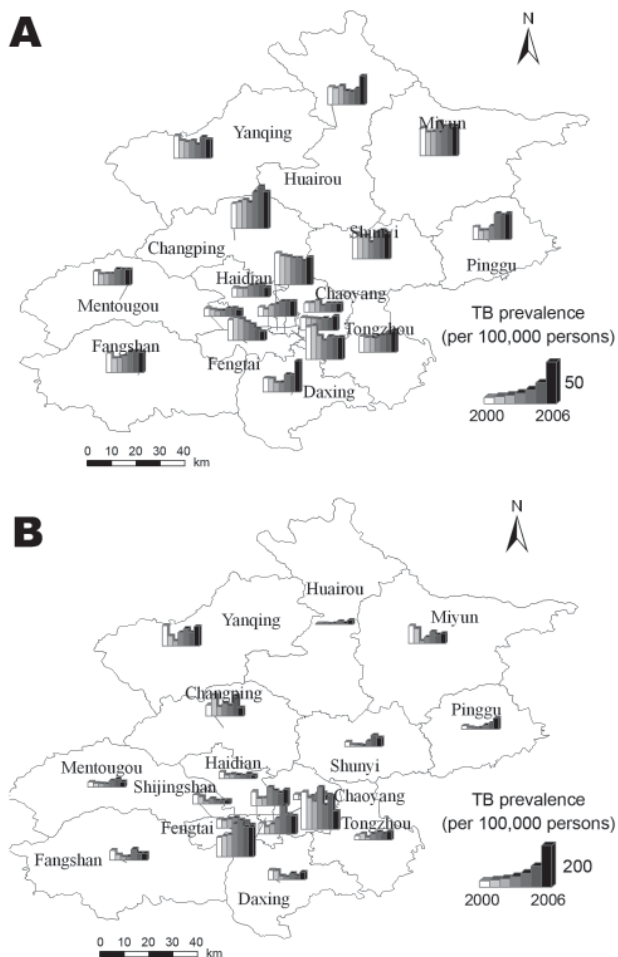 A
N
Yanqing
Miyun
Huairou
Changping
Shunyi
Pinggu
Haidian
Mentougou
Chaoyang
Tongzhou
Fangshan
Fengtai
Daxing
TB prevalence
(per 100,000 persons)
50
2000 2006
0 10 20 30 40
km
B
N
Huairou
Yanqing
Miyun
Changping
Pinggu
Shunyi
Mentougou
Haidian
Shijingshan
Chaoyang
Fengtai
Tongzhou
Fangshan
Daxing
TB prevalence
(per 100,000 persons)
200
2000 2006
0 10 20 30 40
km